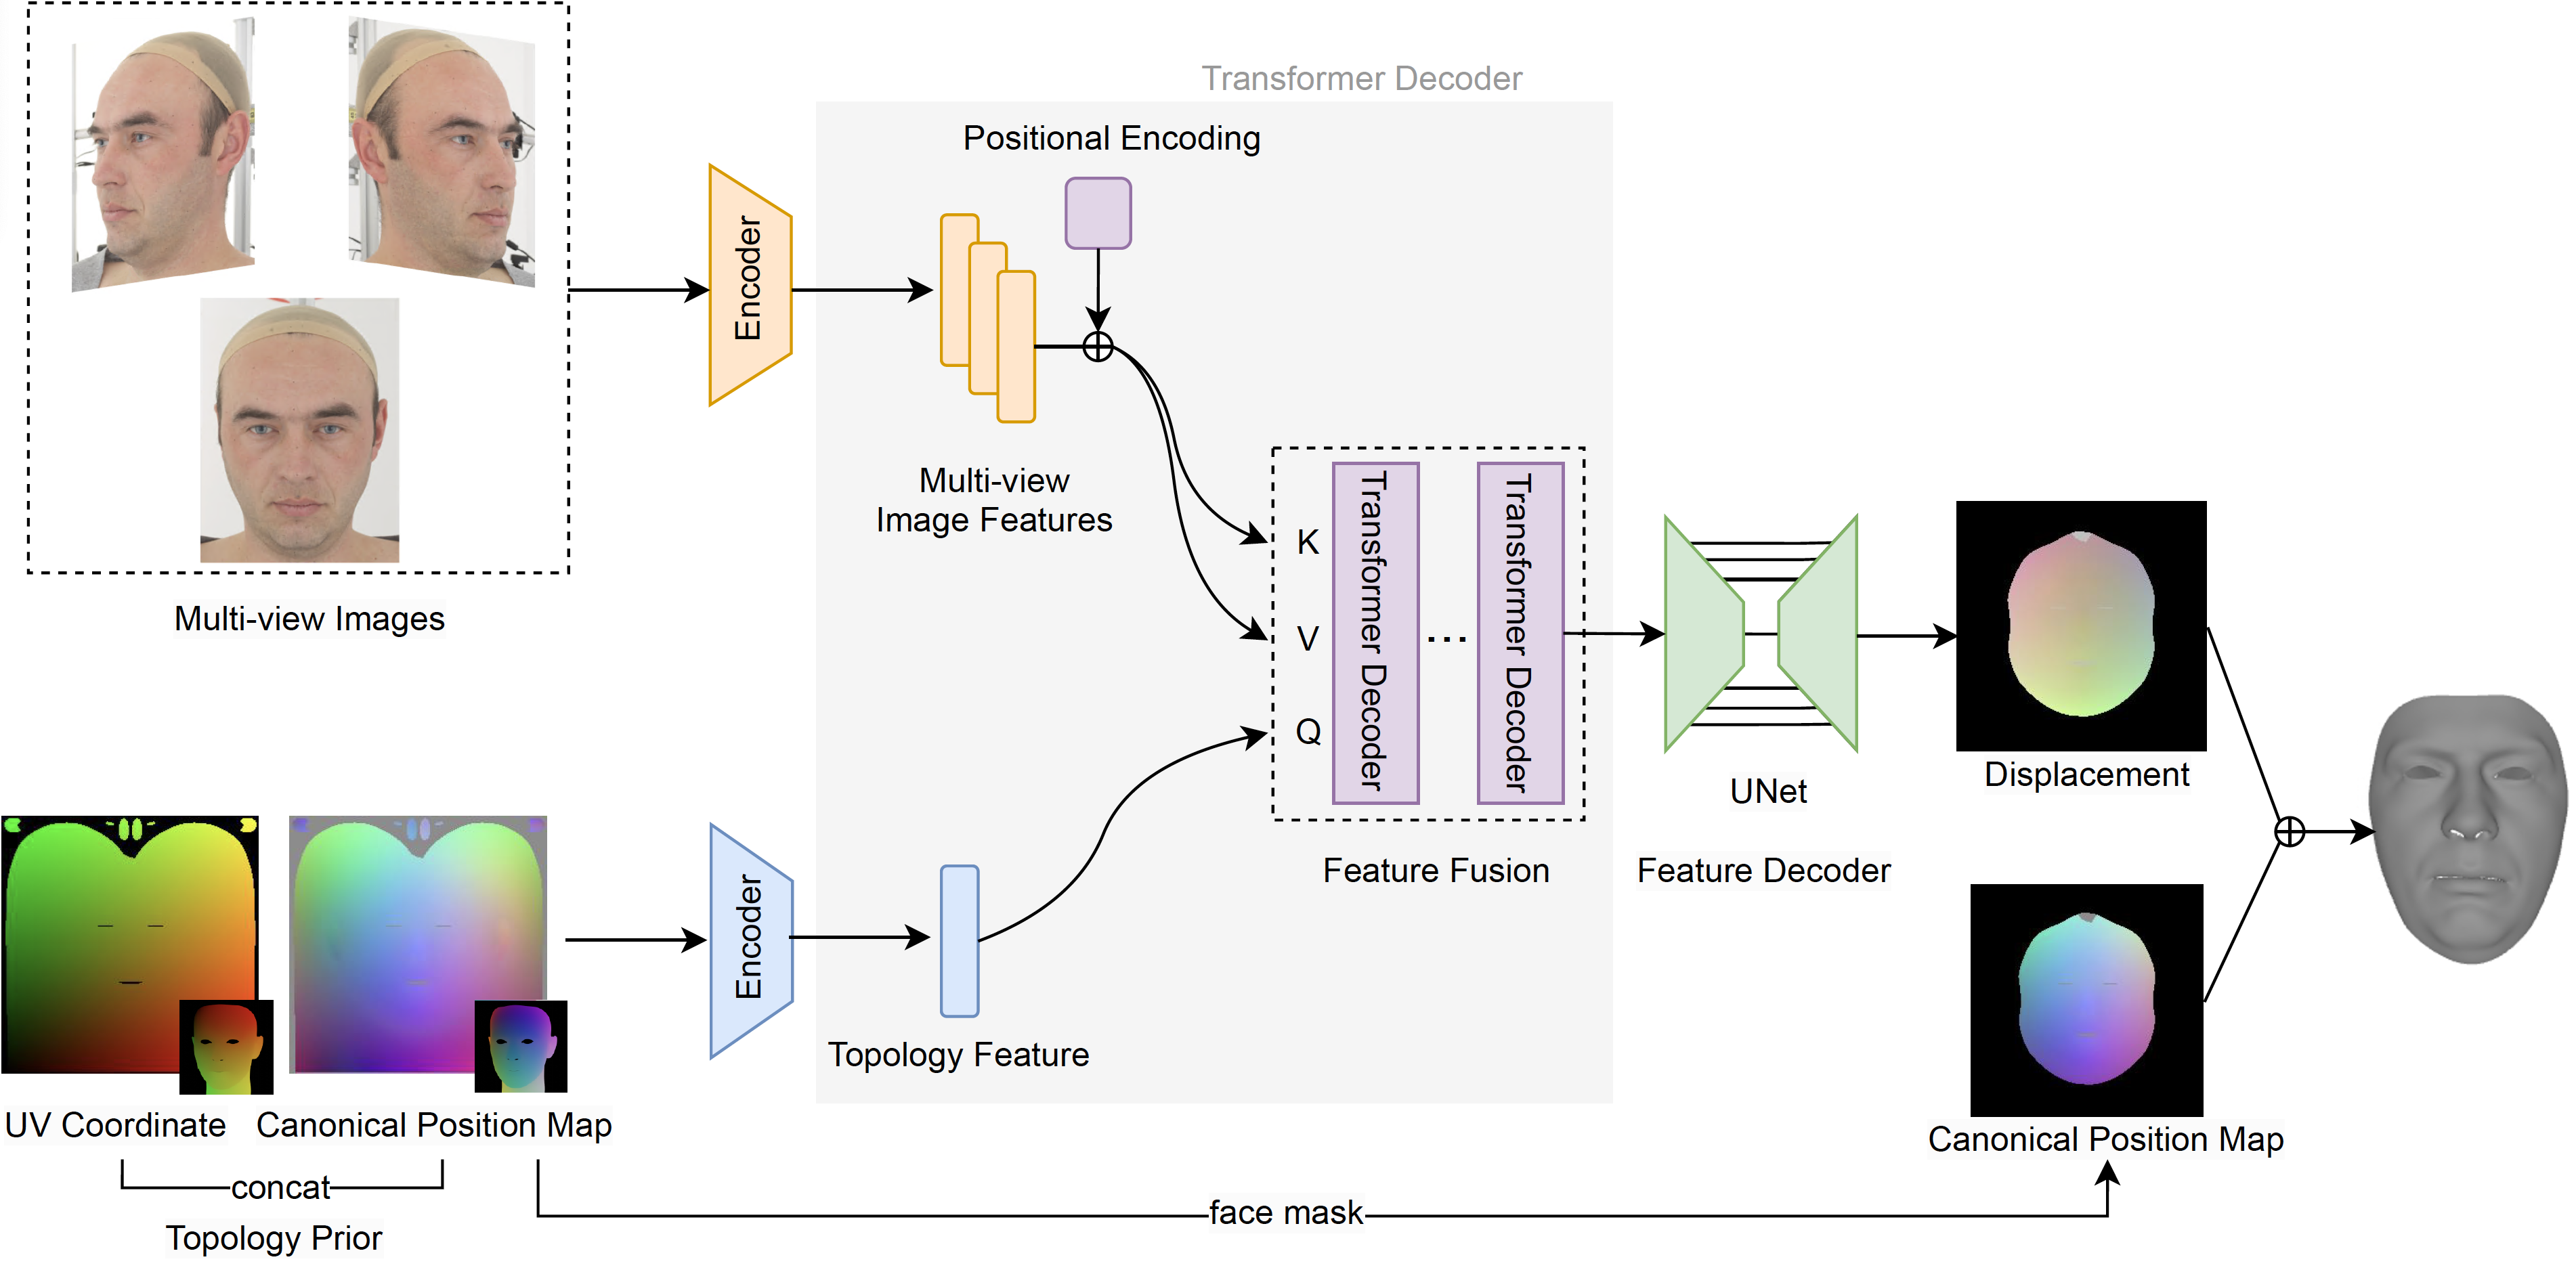 Transformer Decoder
Positional Encoding
Encoder
Multi-view
Image Features
Multi-view Images
K
V
Q
Transformer Decoder
...
Transformer Decoder
Feature Fusion
UNet
Feature Decoder
Displacement
Encoder
Topology Feature
UV Coordinate
Canonical Position Map
concat
Topology Prior
face mask
Canonical Position Map